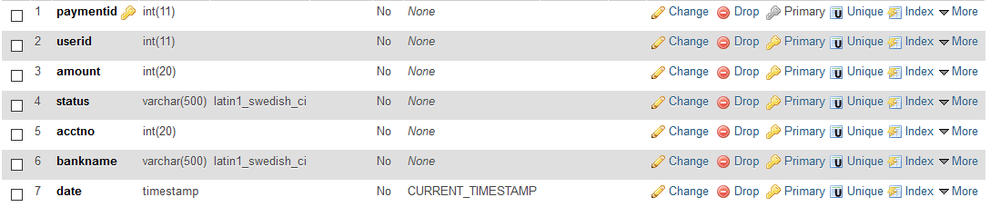 1 paymentid int(11) No None Change Drop Primary Unique Index More
2 userid int(11) No None Change Drop Primary Unique Index More
3 amount int(20) No None Change Drop Primary Unique Index More
4 status varchar(500) latin1_swedish_ci No None Change Drop Primary Unique Index More
5 acctno int(20) No None Change Drop Primary Unique Index More
6 bankname varchar(500) latin1_swedish_ci No None Change Drop Primary Unique Index More
7 date timestamp No CURRENT_TIMESTAMP Change Drop Primary Unique Index More